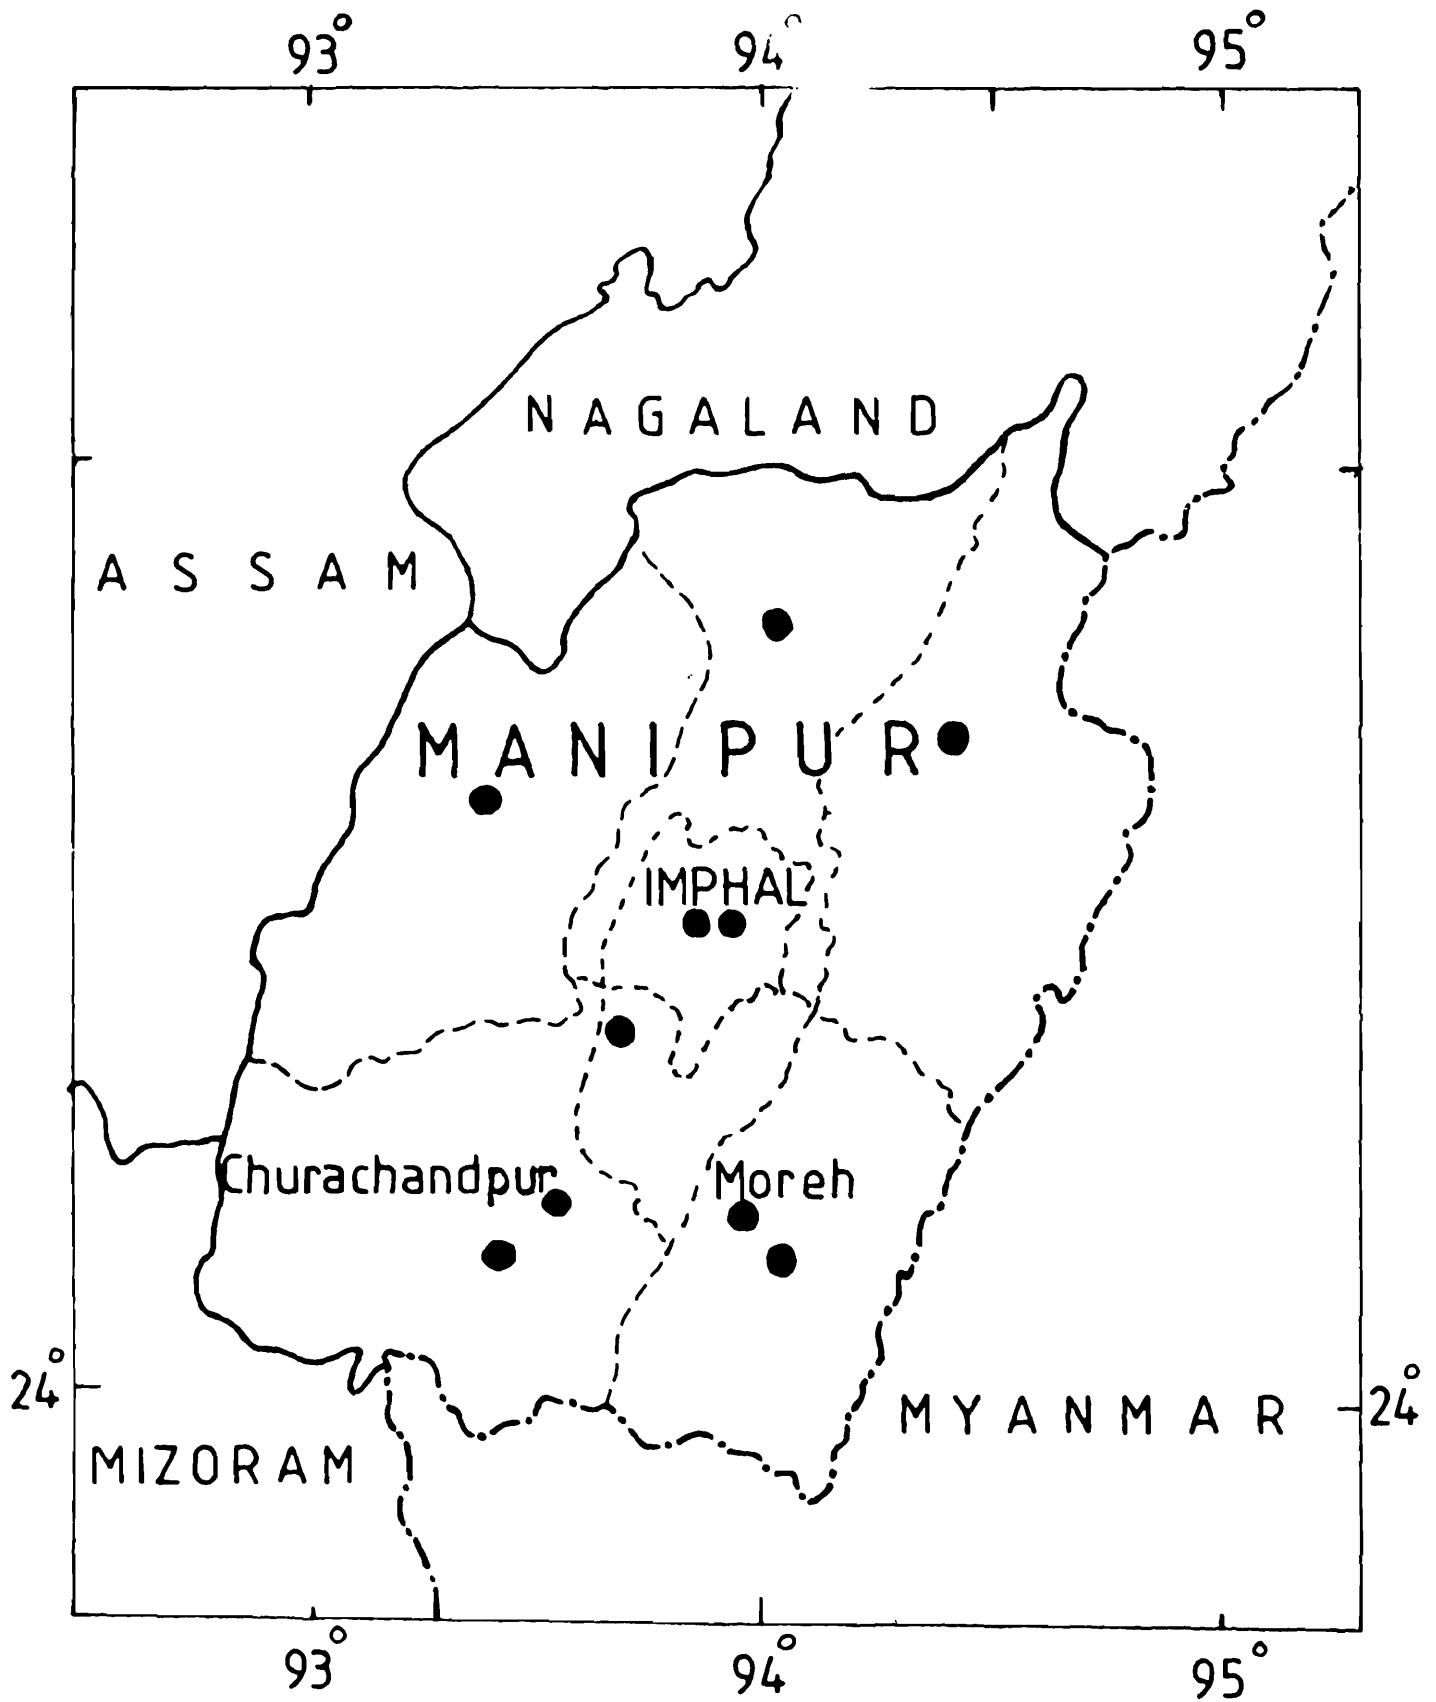 93° 94° 95°
NAGALAND
ASSAM
MANIPUR
IMPHAL
Churachandpur Moreh
24° 24°
MYANMAR
MIZORAM
93° 94° 95°